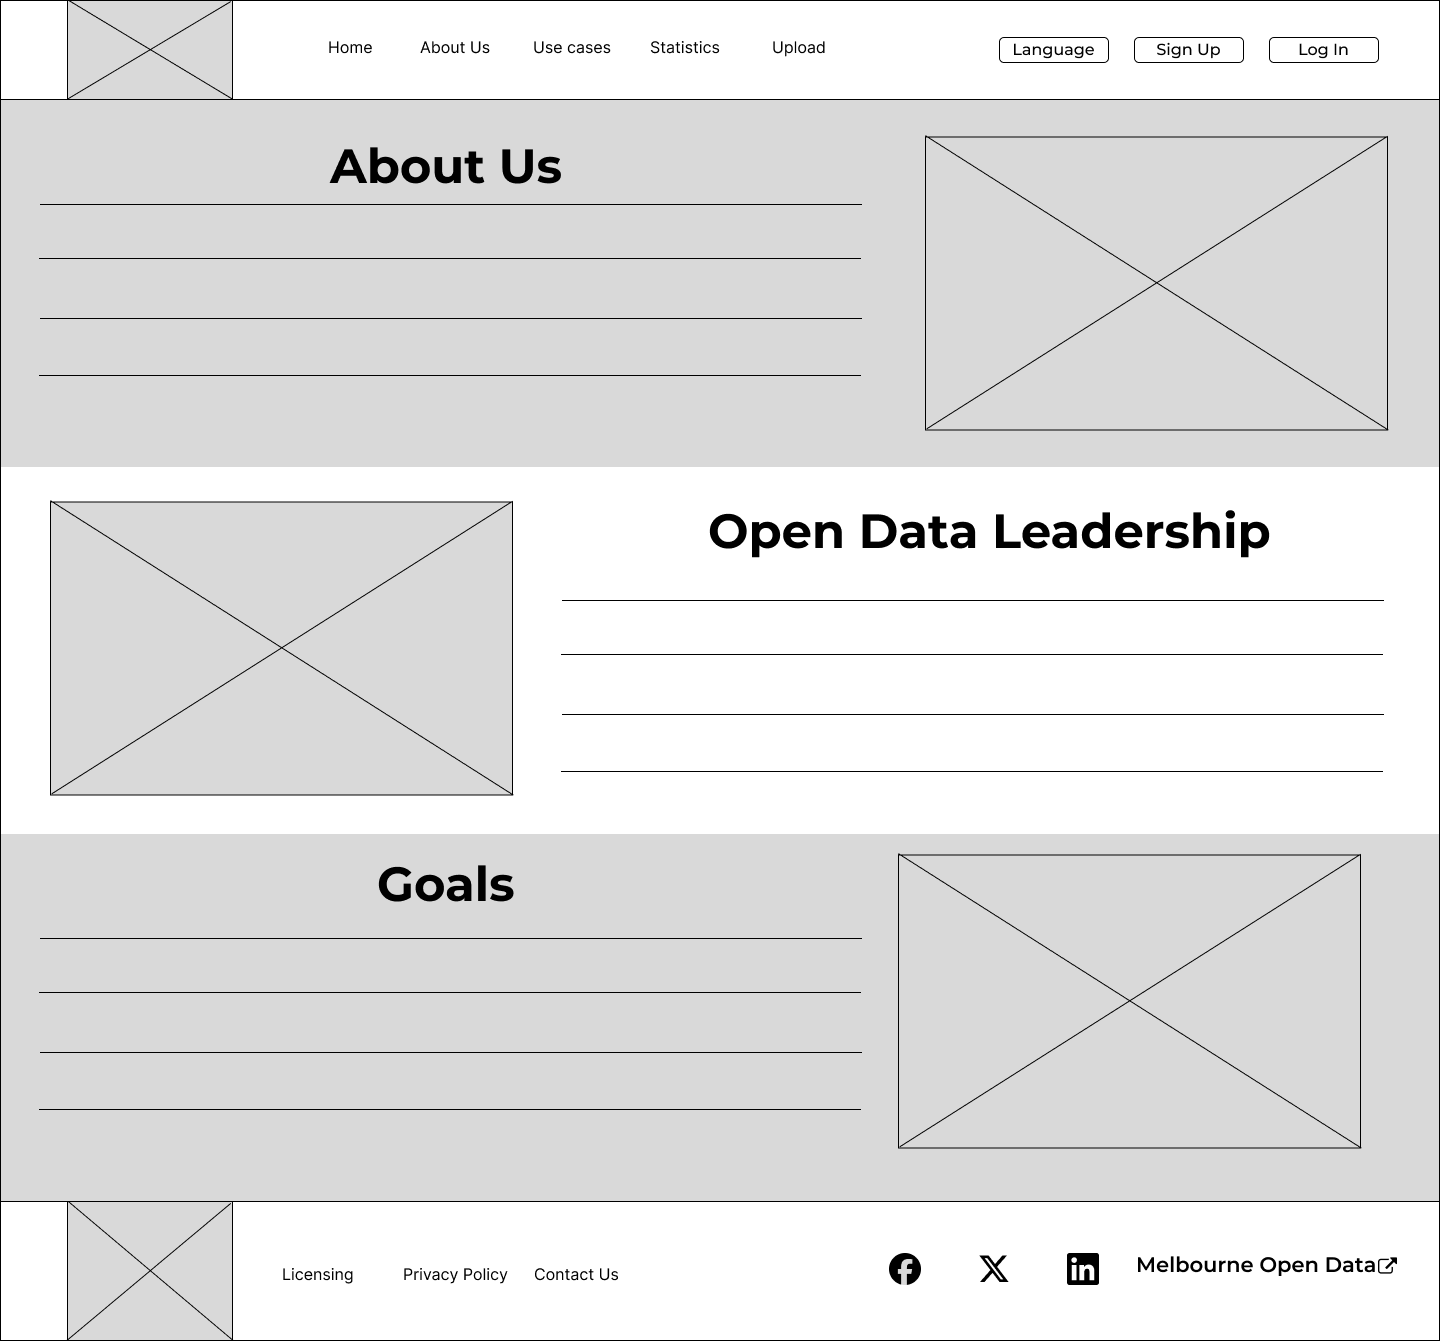 Home About Us Use cases Statistics Upload Language Sign Up Log In
About Us
Open Data Leadership
Goals
Licensing Privacy Policy Contact Us Melbourne Open Data